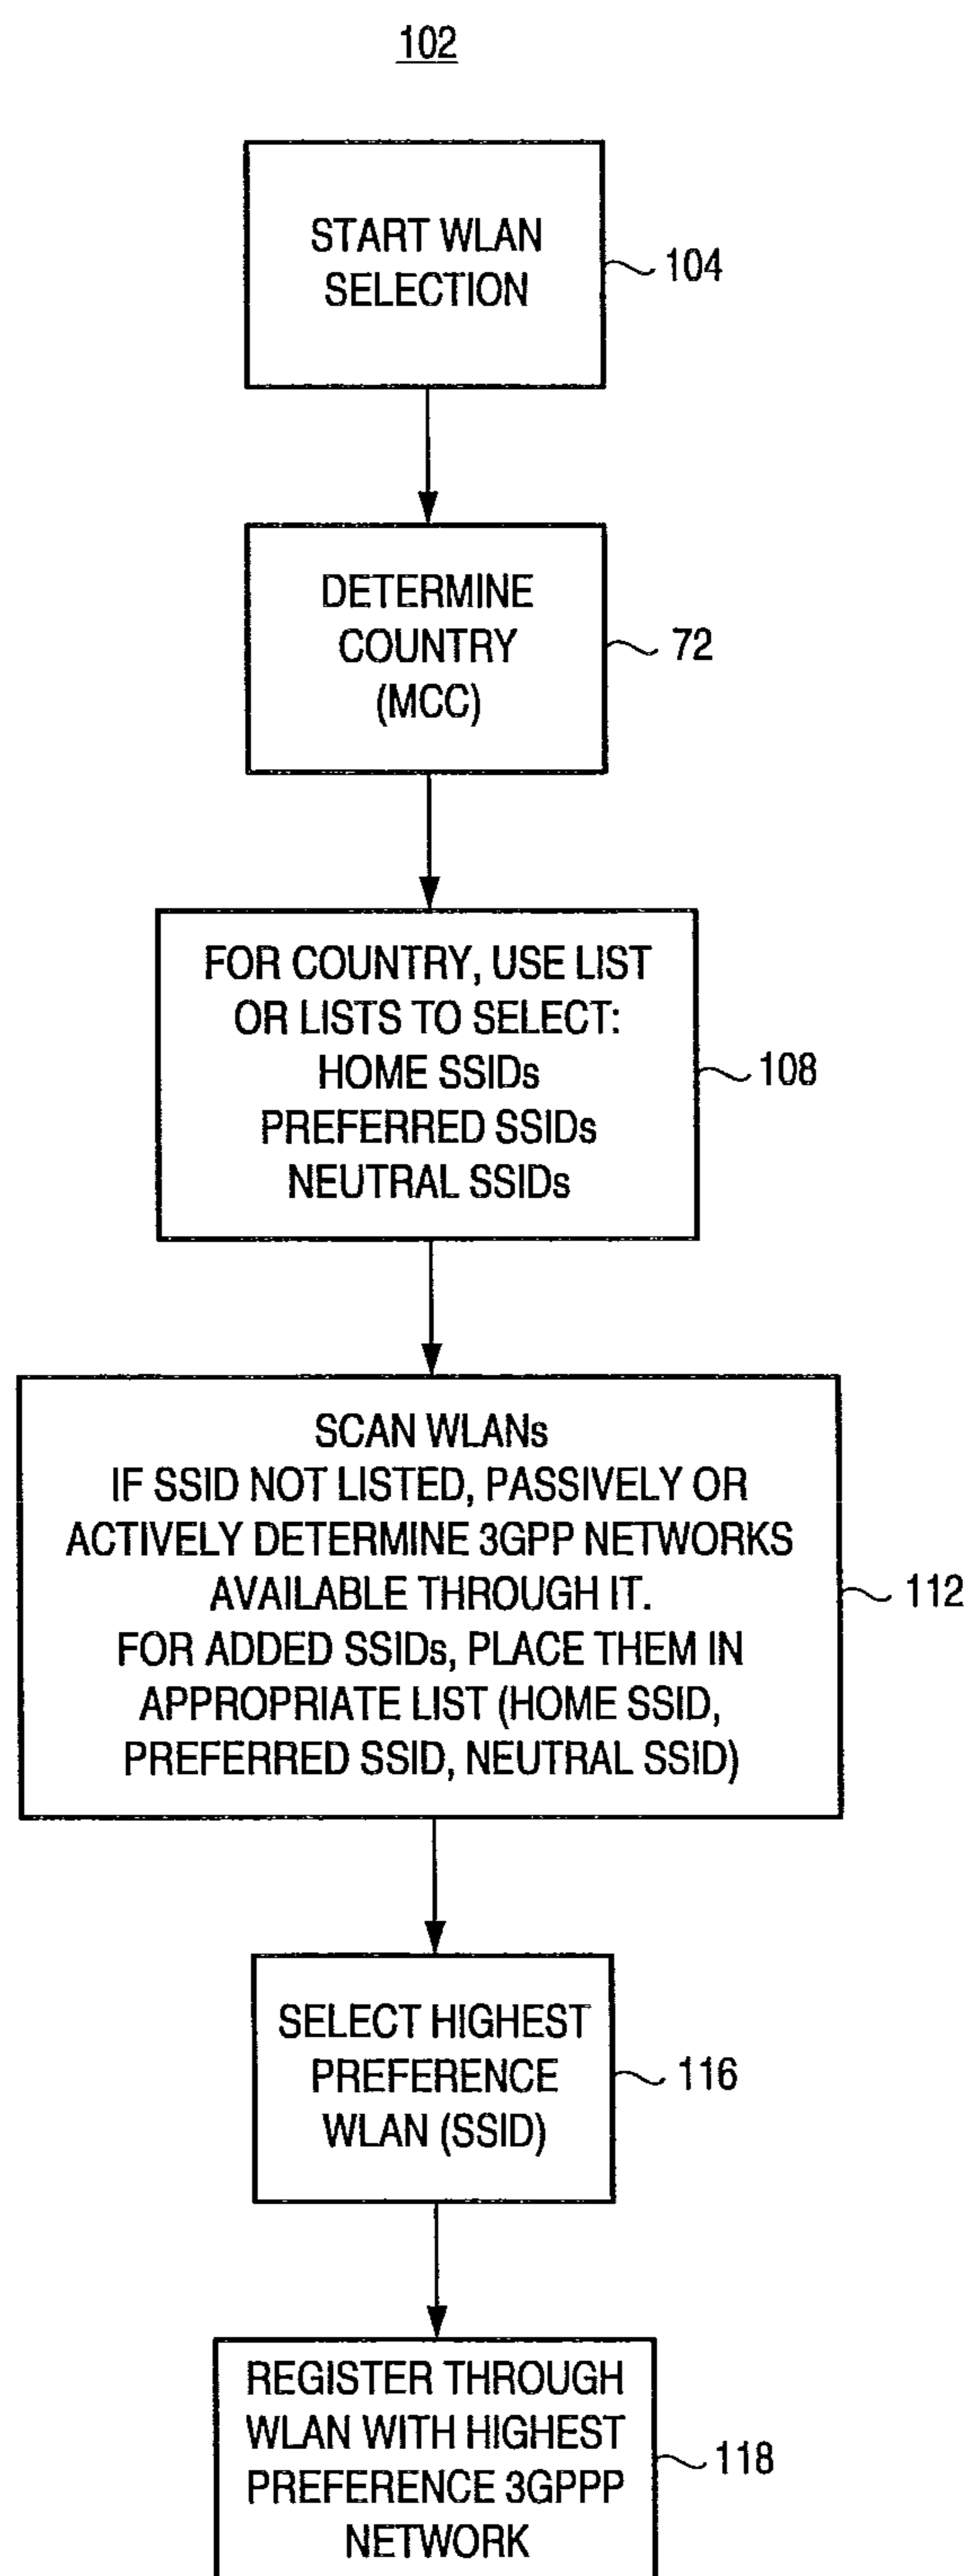 102
START WLAN
SELECTION
104
DETERMINE
COUNTRY
(MCC)
72
FOR COUNTRY, USE LIST
OR LISTS TO SELECT:
HOME SSIDs
PREFERRED SSIDs
NEUTRAL SSIDs
108
SCAN WLANs
IF SSID NOT LISTED, PASSIVELY OR
ACTIVELY DETERMINE 3GPP NETWORKS
AVAILABLE THROUGH IT.
FOR ADDED SSIDs, PLACE THEM IN
APPROPRIATE LIST (HOME SSID,
PREFERRED SSID, NEUTRAL SSID)
112
SELECT HIGHEST
PREFERENCE
WLAN (SSID)
116
REGISTER THROUGH
WLAN WITH HIGHEST
PREFERENCE 3GPPP
NETWORK
118